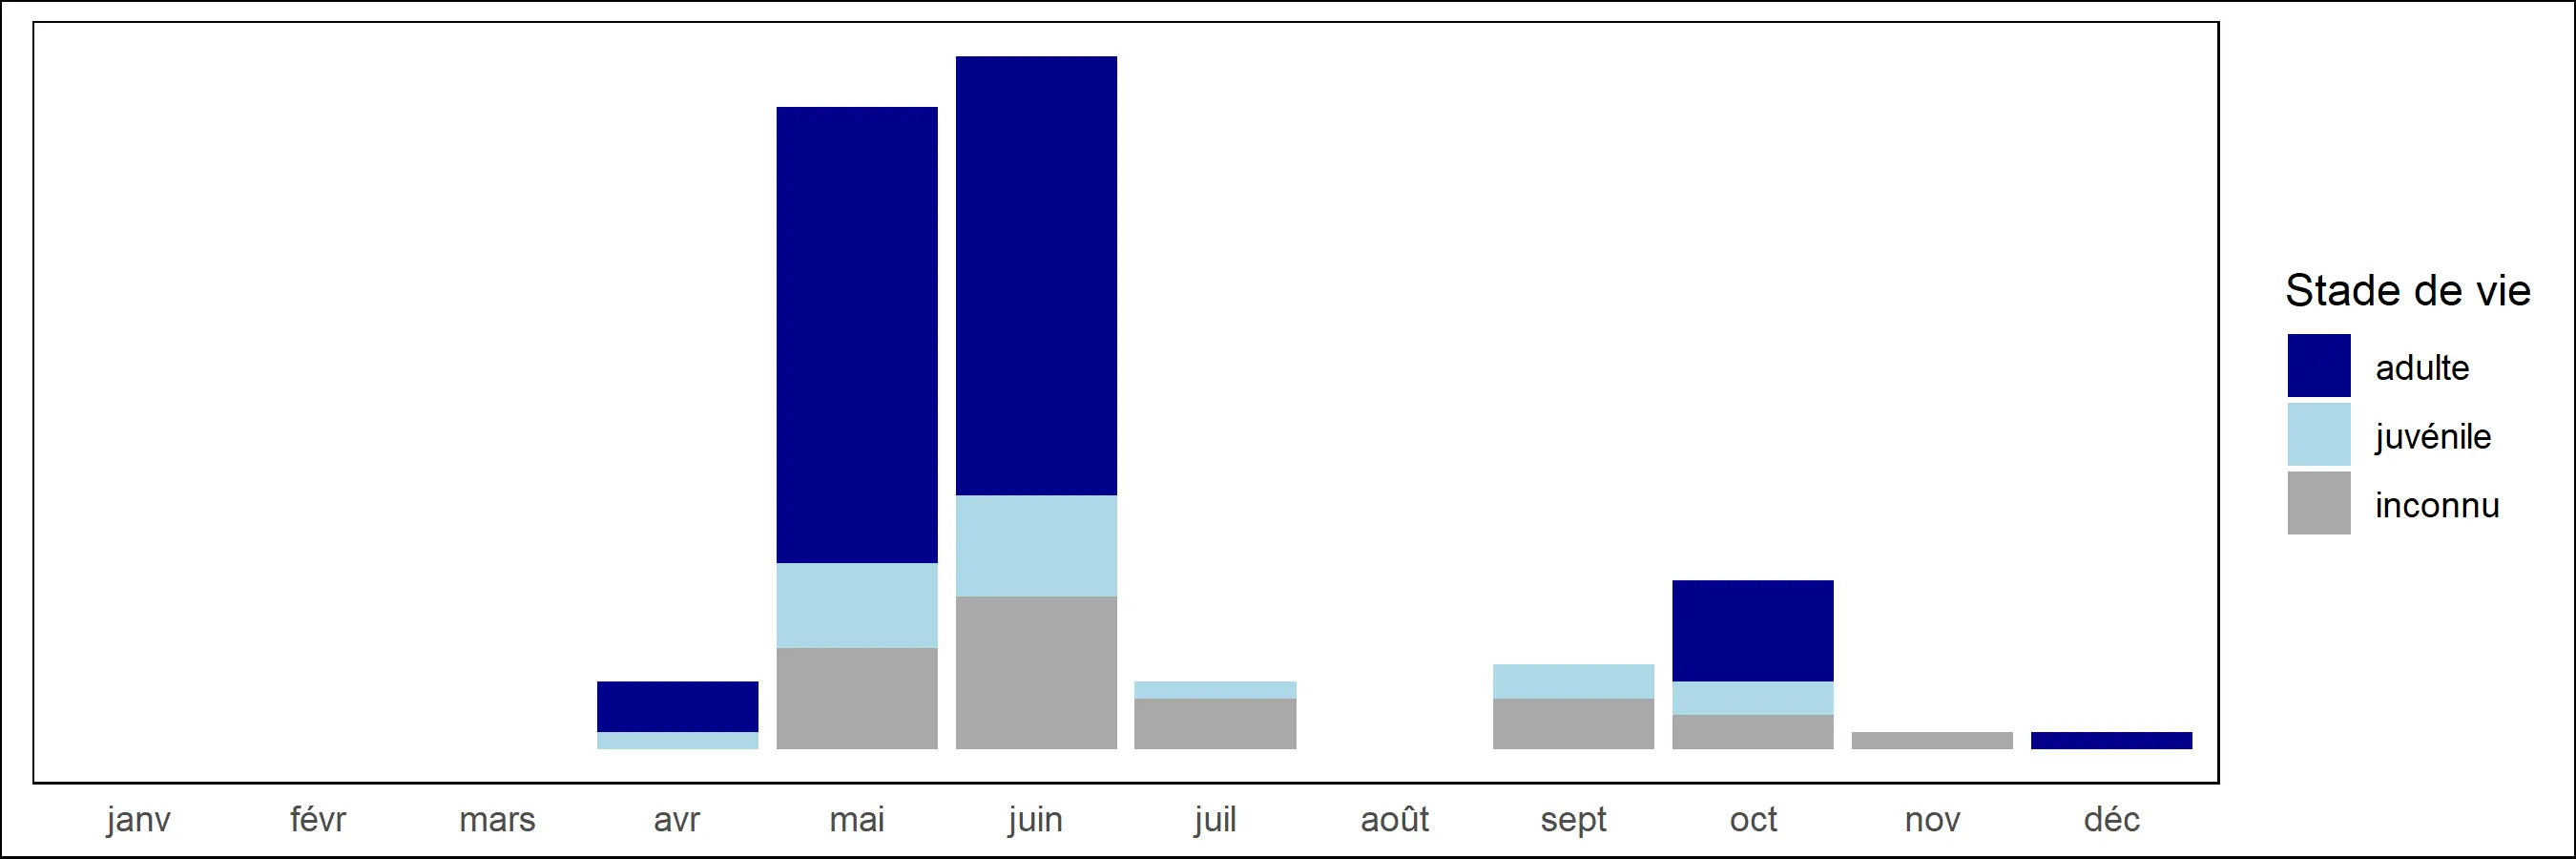 Stade de vie
adulte
juvénile
inconnu
janv févr mars avr mai juin juil août sept oct nov déc